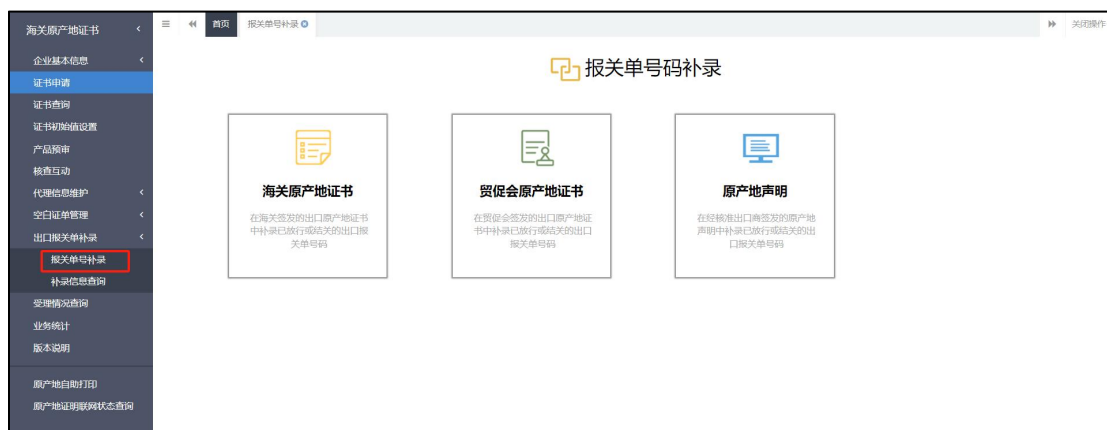 海关原产地证书
企业基本信息
证书申请
证书查询
证书初始值设置
产品预审
核查互动
代理信息维护
空白证单管理
出口报关单补录
报关单号补录
补录信息查询
受理情况查询
业务统计
版本说明
原产地自助打印
原产地证明联网状态查询
首页
报关单号补录
关闭操作
报关单号码补录
海关原产地证书
在海关签发的出口原产地证书
中补录已放行或结关的出口报
关单号码
贸促会原产地证书
在贸促会签发的出口原产地证
书中补录已放行或结关的出口
报关单号码
原产地声明
在经核准出口商签发的原产地
声明中补录已放行或结关的出
口报关单号码